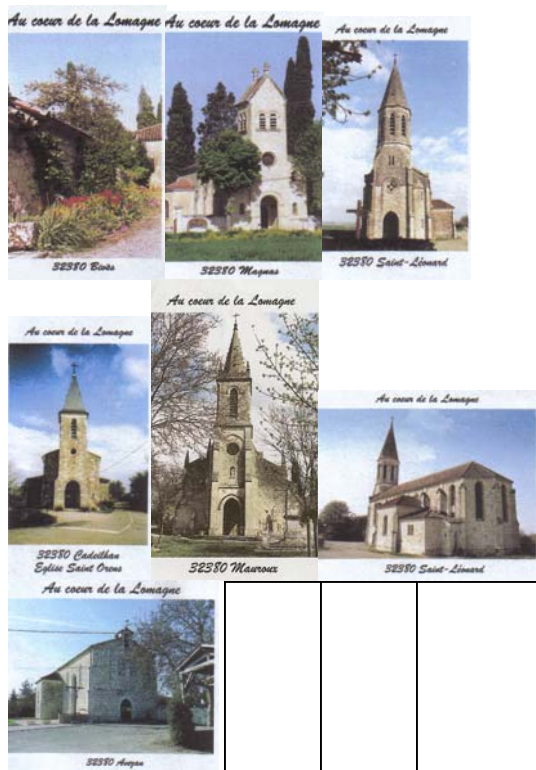 Au coeur de la Lomagne
32380 Bivès
Au coeur de la Lomagne
32380 Magnas
Au coeur de la Lomagne
32380 Saint-Léonard
Au coeur de la Lomagne
32380 Cadeilhan
Eglise Saint Orens
Au coeur de la Lomagne
32380 Mauroux
Au coeur de la Lomagne
32380 Saint-Léonard
Au coeur de la Lomagne
32380 Avezan